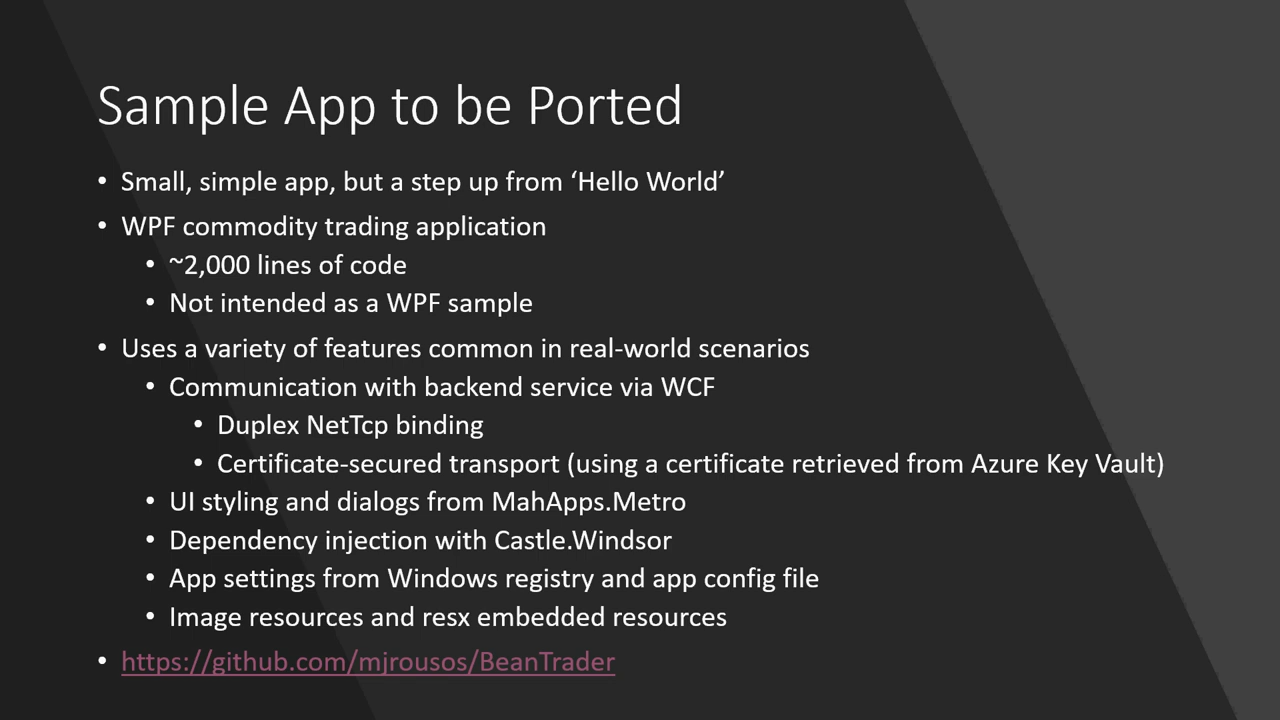 Sample App to be Ported
• Small, simple app, but a step up from ‘Hello World’
• WPF commodity trading application
• ~2,000 lines of code
• Not intended as a WPF sample
• Uses a variety of features common in real-world scenarios
• Communication with backend service via WCF
• Duplex NetTcp binding
• Certificate-secured transport (using a certificate retrieved from Azure Key Vault)
• UI styling and dialogs from MahApps.Metro
• Dependency injection with Castle.Windsor
• App settings from Windows registry and app config file
• Image resources and resx embedded resources
• https://github.com/mjrousos/BeanTrader